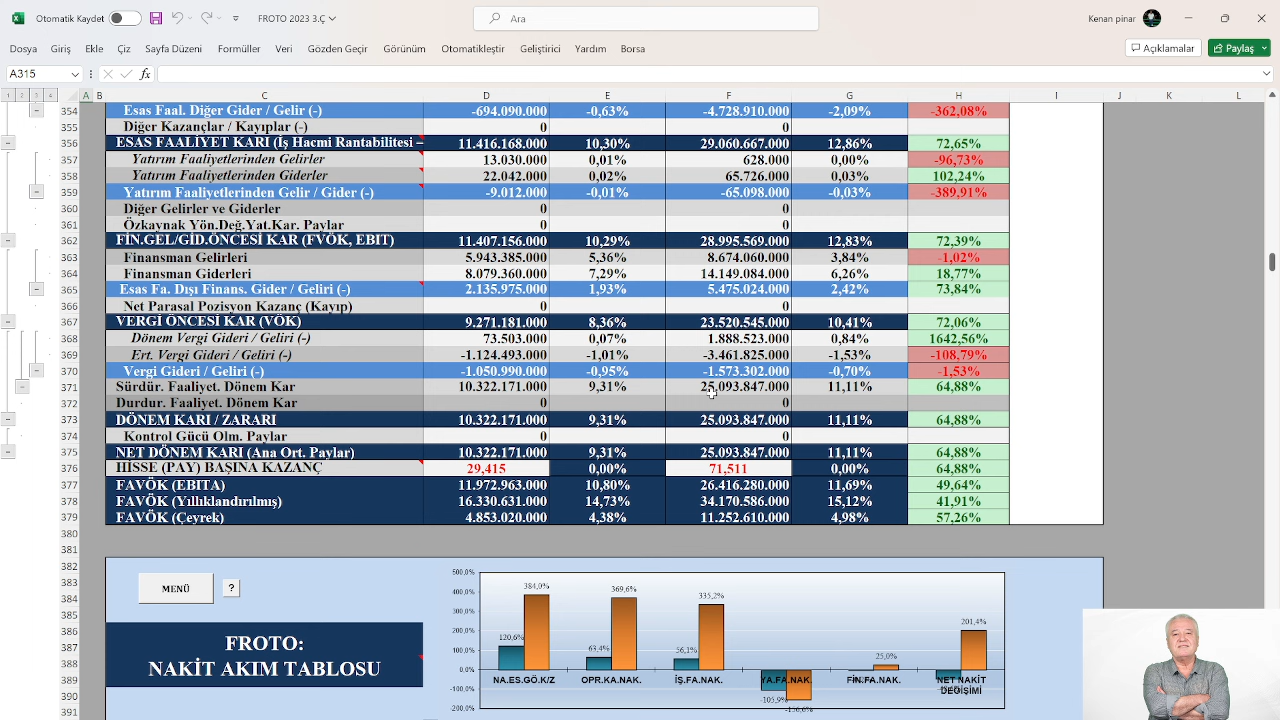 Otomatik Kaydet
FROTO 2023 3.Ç
Ara
Kenan pinar
Dosya Giriş Ekle Çiz Sayfa Düzeni Formüller Veri Gözden Geçir Görünüm Otomatikleştir Geliştirici Yardım Borsa
Açıklamalar
Paylaş
A315
fx
1 2 3 4
A B C D E F G H I J K L
354 Esas Faal. Diğer Gider / Gelir (-) -694.090.000 -0,63% -4.728.910.000 -2,09% -362,08%
355 Diğer Kazançlar / Kayıplar (-) 0 0
356 ESAS FAALİYET KARI (İş Hacmi Rantabilitesi – 11.416.168.000 10,30% 29.060.667.000 12,86% 72,65%
357 Yatırım Faaliyetlerinden Gelirler 13.030.000 0,01% 628.000 0,00% -96,73%
358 Yatırım Faaliyetlerinden Giderler 22.042.000 0,02% 65.726.000 0,03% 102,24%
359 Yatırım Faaliyetlerinden Gelir / Gider (-) -9.012.000 -0,01% -65.098.000 -0,03% -389,91%
360 Diğer Gelirler ve Giderler 0 0
361 Özkaynak Yön.Değ.Yat.Kar. Paylar 0 0
362 FİN.GEL/GİD.ÖNCESİ KAR (FVÖK, EBIT) 11.407.156.000 10,29% 28.995.569.000 12,83% 72,39%
363 Finansman Gelirleri 5.943.385.000 5,36% 8.674.060.000 3,84% -1,02%
364 Finansman Giderleri 8.079.360.000 7,29% 14.149.084.000 6,26% 18,77%
365 Esas Fa. Dışı Finans. Gider / Geliri (-) 2.135.975.000 1,93% 5.475.024.000 2,42% 73,84%
366 Net Parasal Pozisyon Kazanç (Kayıp) 0 0
367 VERGİ ÖNCESİ KAR (VÖK) 9.271.181.000 8,36% 23.520.545.000 10,41% 72,06%
368 Dönem Vergi Gideri / Geliri (-) 73.503.000 0,07% 1.888.523.000 0,84% 1642,56%
369 Ert. Vergi Gideri / Geliri (-) -1.124.493.000 -1,01% -3.461.825.000 -1,53% -108,79%
370 Vergi Gideri / Geliri (-) -1.050.990.000 -0,95% -1.573.302.000 -0,70% -1,53%
371 Sürdür. Faaliyet. Dönem Kar 10.322.171.000 9,31% 25.093.847.000 11,11% 64,88%
372 Durdur. Faaliyet. Dönem Kar 0 0
373 DÖNEM KARI / ZARARI 10.322.171.000 9,31% 25.093.847.000 11,11% 64,88%
374 Kontrol Gücü Olm. Paylar 0 0
375 NET DÖNEM KARI (Ana Ort. Paylar) 10.322.171.000 9,31% 25.093.847.000 11,11% 64,88%
376 HİSSE (PAY) BAŞINA KAZANÇ 29,415 0,00% 71,511 0,00% 64,88%
377 FAVÖK (EBITA) 11.972.963.000 10,80% 26.416.280.000 11,69% 49,64%
378 FAVÖK (Yıllıklandırılmış) 16.330.631.000 14,73% 34.170.586.000 15,12% 41,91%
379 FAVÖK (Çeyrek) 4.853.020.000 4,38% 11.252.610.000 4,98% 57,26%
380
381
382
383
384
385
386
387
388
389
390
391
MENÜ
?
FROTO:
NAKİT AKIM TABLOSU
500,0%
400,0%
300,0%
200,0%
100,0%
0,0%
-100,0%
-200,0%
120,6% 384,0% 63,4% 369,6% 56,1% 335,2% -105,9% -156,6% 25,0% 201,4%
NA.ES.GÖ.K/Z OPR.KA.NAK. İŞ.FA.NAK. YA.FA.NAK. FİN.FA.NAK. NET NAKİT
DEĞİŞİMİ